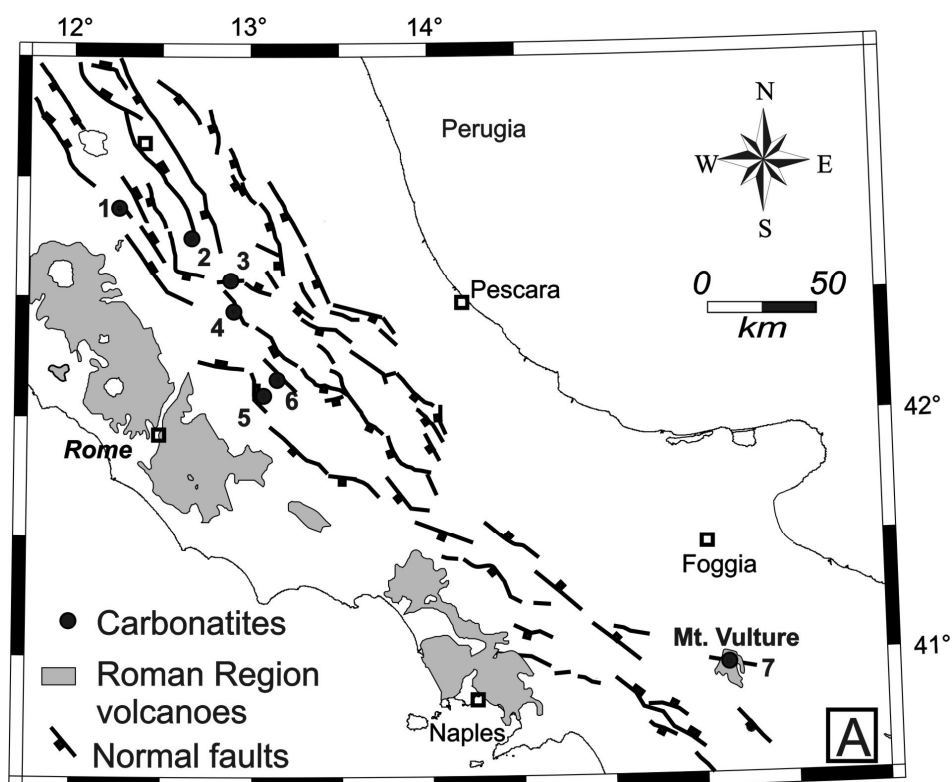 12° 13° 14°
Perugia
N
W E
S
1
2
3
4
5
6
Pescara
0 50
km
42°
Rome
Foggia
41°
Mt. Vulture
7
Carbonatites
Roman Region
volcanoes
Normal faults
Naples
A